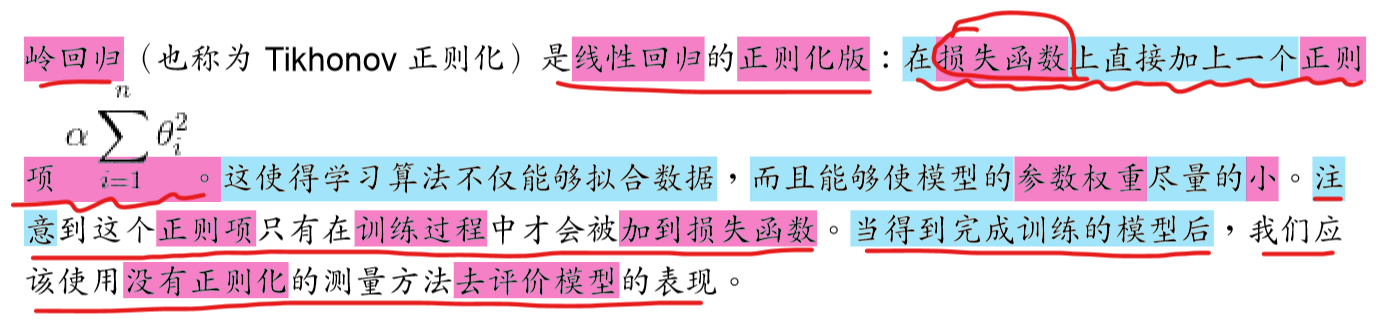 岭回归（也称为 Tikhonov 正则化）是线性回归的正则化版：在损失函数上直接加上一个正则
项 α∑_{i=1}^{n} θ_i^2 。这使得学习算法不仅能够拟合数据，而且能够使模型的参数权重尽量的小。注
意到这个正则项只有在训练过程中才会被加到损失函数。当得到完成训练的模型后，我们应
该使用没有正则化的测量方法去评价模型的表现。